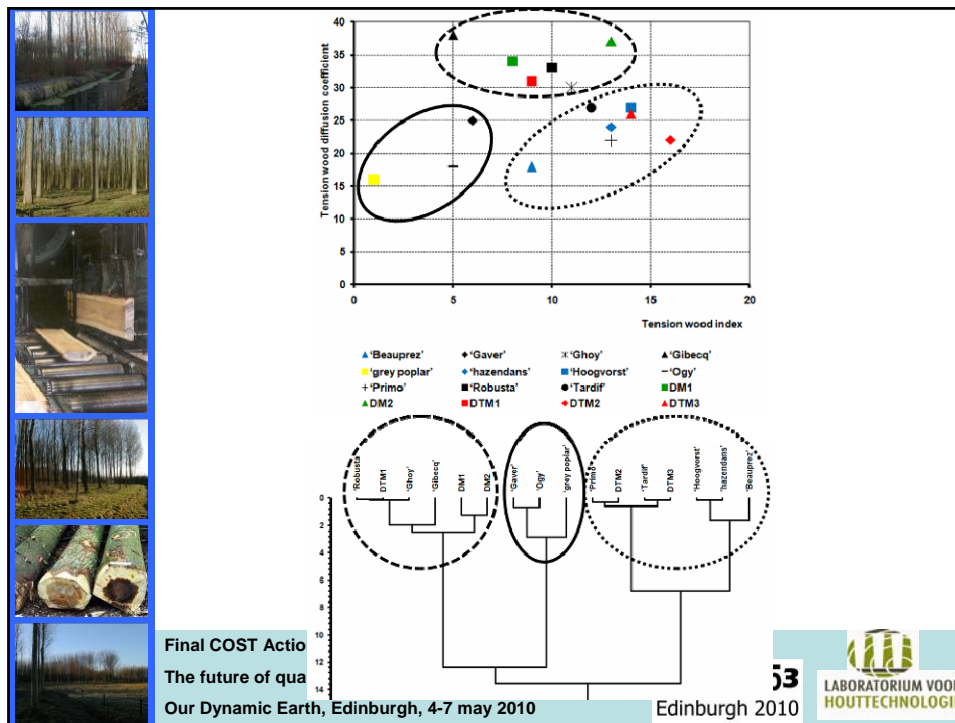 40
35
30
25
20
15
10
5
0
Tension wood diffusion coefficient
0 5 10 15 20
Tension wood index
'Beauprez' 'Gaver' 'Ghoy' 'Gibecq'
'grey poplar' 'hazendans' 'Hoogvorst' 'Ogy'
'Primo' 'Robusta' 'Tardif' DM1
DM2 DTM1 DTM2 DTM3
'Robusta' DTM1 'Ghoy' 'Gibecq' DM1 DM2 'Gaver' 'Ogy' 'grey poplar' 'Primo' DTM2 'Tardif' DTM3 'Hoogvorst' 'hazendans' 'Beauprez'
0
2
4
6
8
10
12
14
Final COST Actio
The future of qua
Our Dynamic Earth, Edinburgh, 4-7 may 2010
53
Edinburgh 2010
LABORATORIUM VOOR
HOUTTECHNOLOGIE